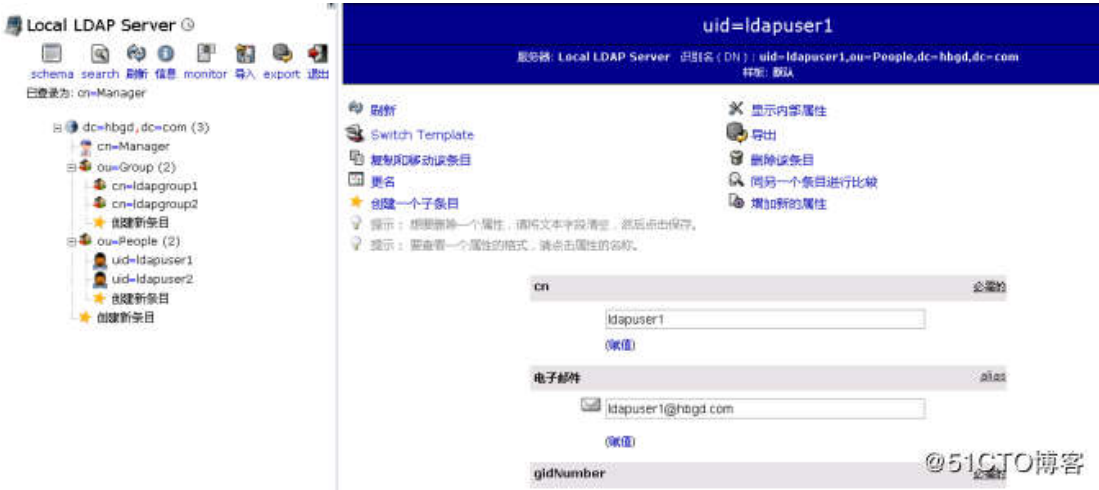 Local LDAP Server
schema search 刷新 信息 monitor 导入 export 退出
已登录为: cn=Manager
dc=hbgd,dc=com (3)
cn=Manager
ou=Group (2)
cn=ldapgroup1
cn=ldapgroup2
创建新条目
ou=People (2)
uid=ldapuser1
uid=ldapuser2
创建新条目
创建新条目
uid=ldapuser1
服务器: Local LDAP Server 识别名(DN): uid=ldapuser1,ou=People,dc=hbgd,dc=com
样板: 默认
刷新 显示内部属性
Switch Template 导出
复制和移动该条目 删除该条目
更名 同另一个条目进行比较
创建一个子条目 增加新的属性
提示: 想要删除一个属性，请将文本字段清空，然后点击保存。
提示: 要查看一个属性的格式，请点击属性的名称。
cn 必需的
ldapuser1
(赋值)
电子邮件 alias
ldapuser1@hbgd.com
(赋值)
gidNumber 必需的
@51CTO博客